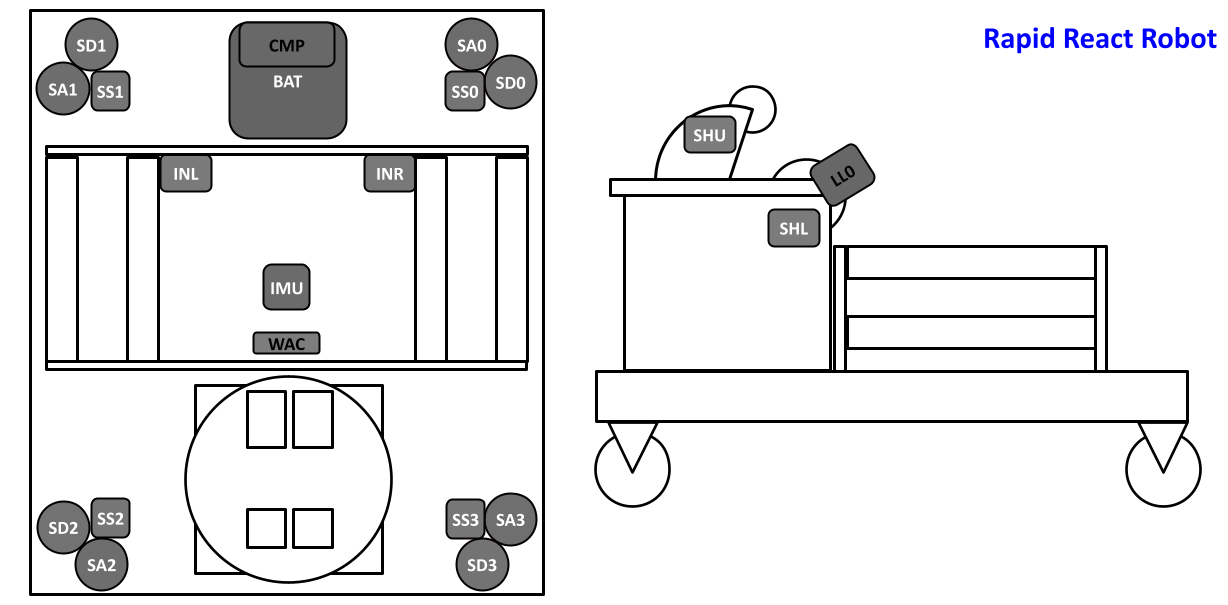 Rapid React Robot
SD1
CMP
SA0
SA1
SS1
BAT
SS0
SD0
INL
INR
IMU
WAC
SD2
SS2
SS3
SA3
SA2
SD3
SHU
LL0
SHL